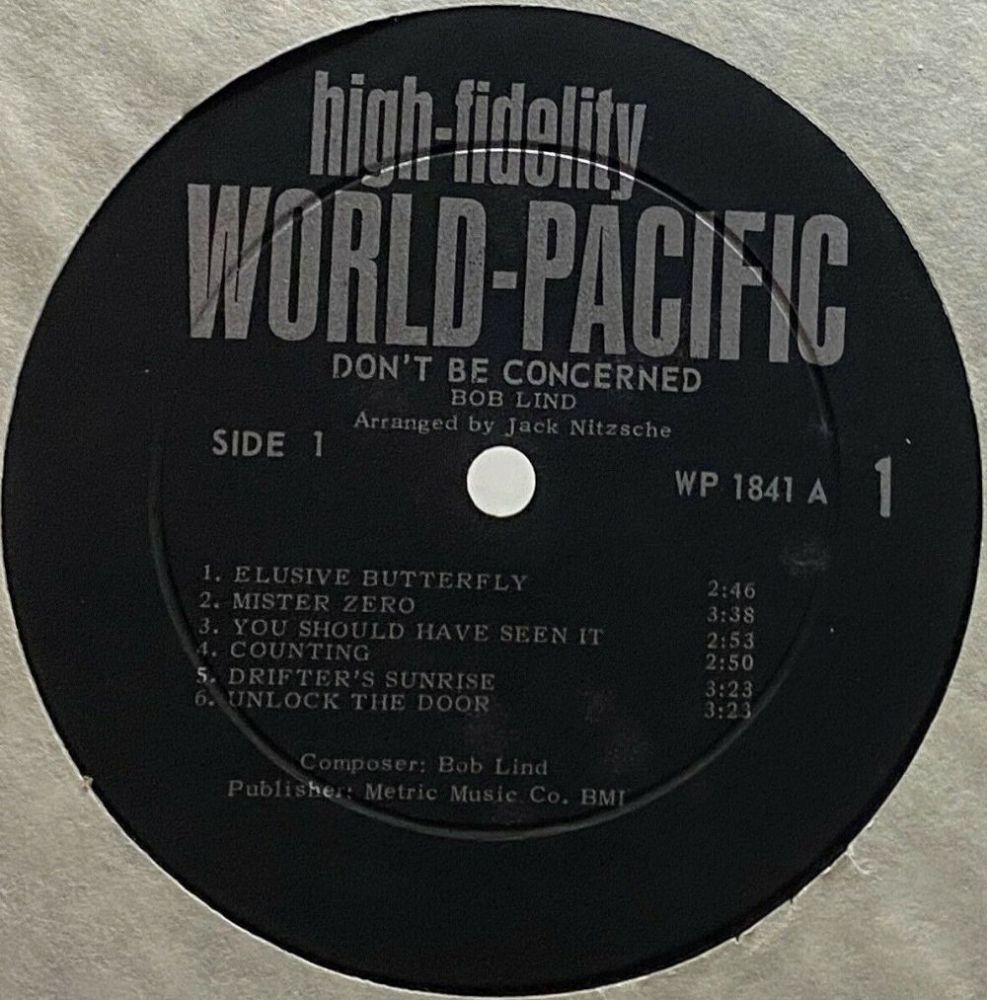 high-fidelity
WORLD-PACIFIC
DON'T BE CONCERNED
BOB LIND
Arranged by Jack Nitzsche
SIDE 1
WP 1841 A 1
1. ELUSIVE BUTTERFLY 2:46
2. MISTER ZERO 3:38
3. YOU SHOULD HAVE SEEN IT 2:53
4. COUNTING 2:50
5. DRIFTER'S SUNRISE 3:23
6. UNLOCK THE DOOR 3:23
Composer: Bob Lind
Publisher: Metric Music Co. BMI